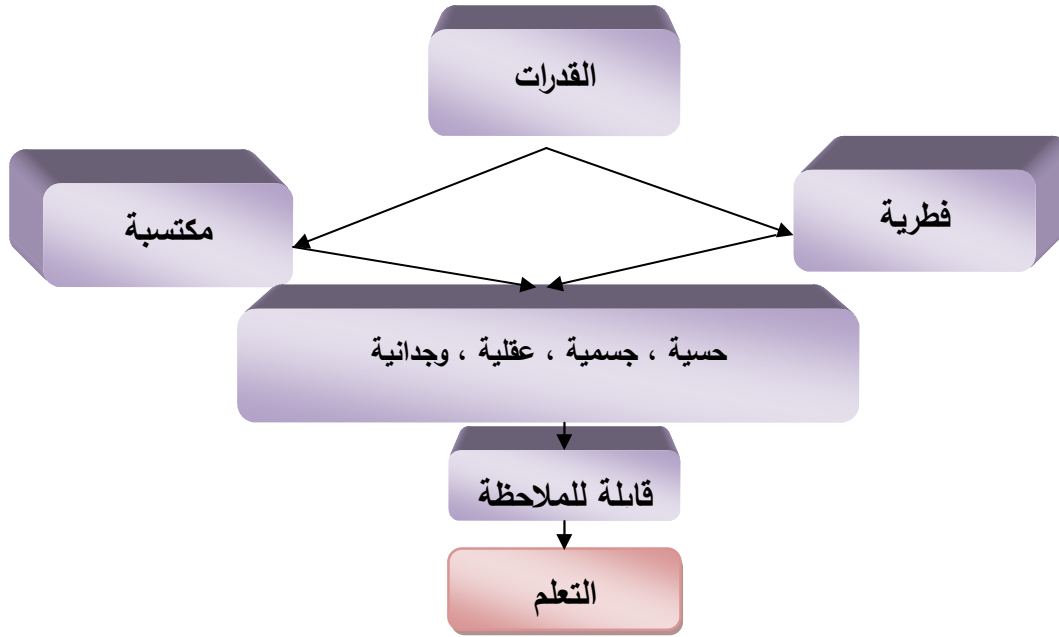 القدرات
فطرية
مكتسبة
حسية ، جسمية ، عقلية ، وجدانية
قابلة للملاحظة
التعلم